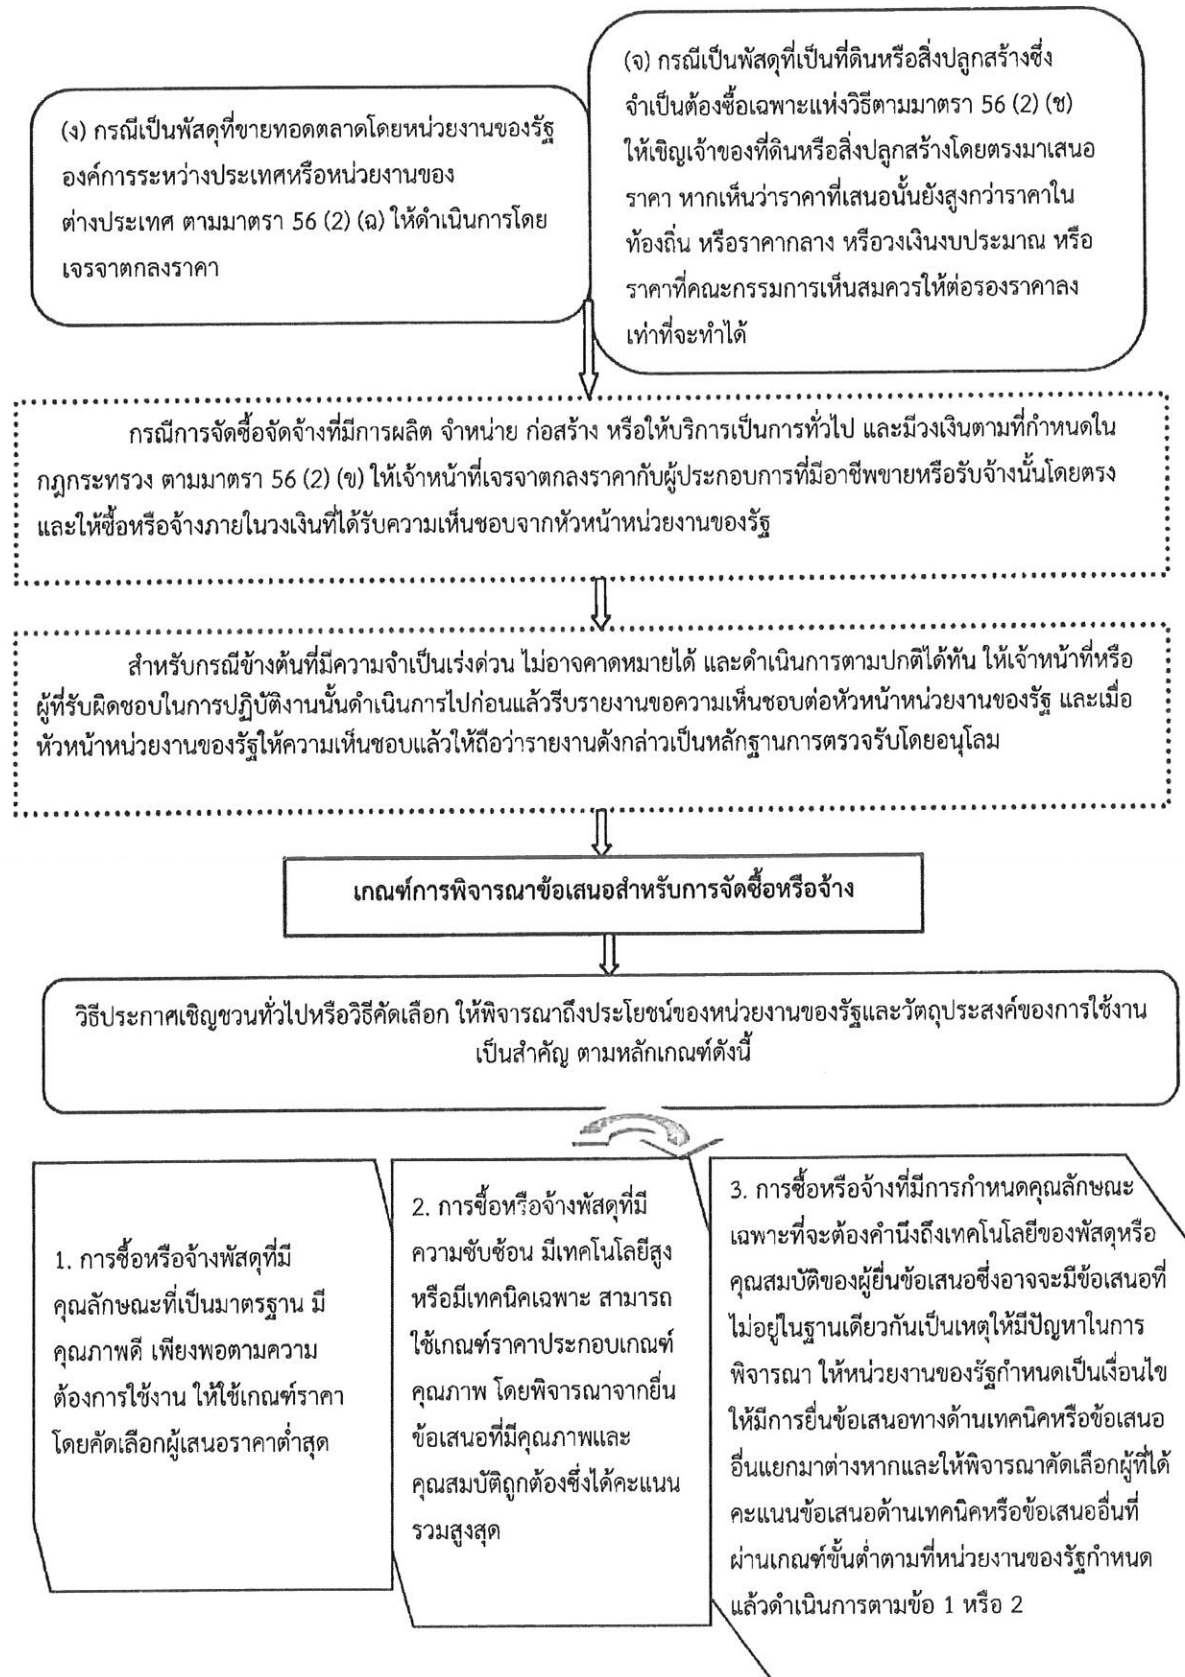 (ง) กรณีเป็นพัสดุที่ขายทอดตลาดโดยหน่วยงานของรัฐ
องค์การระหว่างประเทศหรือหน่วยงานของ
ต่างประเทศ ตามมาตรา 56 (2) (ฉ) ให้ดำเนินการโดย
เจรจาตกลงราคา
(จ) กรณีเป็นพัสดุที่เป็นที่ดินหรือสิ่งปลูกสร้างซึ่ง
จำเป็นต้องซื้อเฉพาะแห่งวิธีตามมาตรา 56 (2) (ช)
ให้เชิญเจ้าของที่ดินหรือสิ่งปลูกสร้างโดยตรงมาเสนอ
ราคา หากเห็นว่าราคาที่เสนอนั้นยังสูงกว่าราคาใน
ท้องถิ่น หรือราคากลาง หรือวงเงินงบประมาณ หรือ
ราคาที่คณะกรรมการเห็นสมควรให้ต่อรองราคาลง
เท่าที่จะทำได้
กรณีการจัดซื้อจัดจ้างที่มีการผลิต จำหน่าย ก่อสร้าง หรือให้บริการเป็นการทั่วไป และมีวงเงินตามที่กำหนดใน
กฎกระทรวง ตามมาตรา 56 (2) (ข) ให้เจ้าหน้าที่เจรจาตกลงราคากับผู้ประกอบการที่มีอาชีพขายหรือรับจ้างนั้นโดยตรง
และให้ซื้อหรือจ้างภายในวงเงินที่ได้รับความเห็นชอบจากหัวหน้าหน่วยงานของรัฐ
สำหรับกรณีข้างต้นที่มีความจำเป็นเร่งด่วน ไม่อาจคาดหมายได้ และดำเนินการตามปกติได้ทัน ให้เจ้าหน้าที่หรือ
ผู้ที่รับผิดชอบในการปฏิบัติงานนั้นดำเนินการไปก่อนแล้วรีบรายงานขอความเห็นชอบต่อหัวหน้าหน่วยงานของรัฐ และเมื่อ
หัวหน้าหน่วยงานของรัฐให้ความเห็นชอบแล้วให้ถือว่ารายงานดังกล่าวเป็นหลักฐานการตรวจรับโดยอนุโลม
เกณฑ์การพิจารณาข้อเสนอสำหรับการจัดซื้อหรือจ้าง
วิธีประกาศเชิญชวนทั่วไปหรือวิธีคัดเลือก ให้พิจารณาถึงประโยชน์ของหน่วยงานของรัฐและวัตถุประสงค์ของการใช้งาน
เป็นสำคัญ ตามหลักเกณฑ์ดังนี้
1. การซื้อหรือจ้างพัสดุที่มี
คุณลักษณะที่เป็นมาตรฐาน มี
คุณภาพดี เพียงพอตามความ
ต้องการใช้งาน ให้ใช้เกณฑ์ราคา
โดยคัดเลือกผู้เสนอราคาต่ำสุด
2. การซื้อหรือจ้างพัสดุที่มี
ความซับซ้อน มีเทคโนโลยีสูง
หรือมีเทคนิคเฉพาะ สามารถ
ใช้เกณฑ์ราคาประกอบเกณฑ์
คุณภาพ โดยพิจารณาจากยื่น
ข้อเสนอที่มีคุณภาพและ
คุณสมบัติถูกต้องซึ่งได้คะแนน
รวมสูงสุด
3. การซื้อหรือจ้างที่มีการกำหนดคุณลักษณะ
เฉพาะที่จะต้องคำนึงถึงเทคโนโลยีของพัสดุหรือ
คุณสมบัติของผู้ยื่นข้อเสนอซึ่งอาจจะมีข้อเสนอที่
ไม่อยู่ในฐานเดียวกันเป็นเหตุให้มีปัญหาในการ
พิจารณา ให้หน่วยงานของรัฐกำหนดเป็นเงื่อนไข
ให้มีการยื่นข้อเสนอทางด้านเทคนิคหรือข้อเสนอ
อื่นแยกมาต่างหากและให้พิจารณาคัดเลือกผู้ที่ได้
คะแนนข้อเสนอด้านเทคนิคหรือข้อเสนออื่นที่
ผ่านเกณฑ์ขั้นต่ำตามที่หน่วยงานของรัฐกำหนด
แล้วดำเนินการตามข้อ 1 หรือ 2